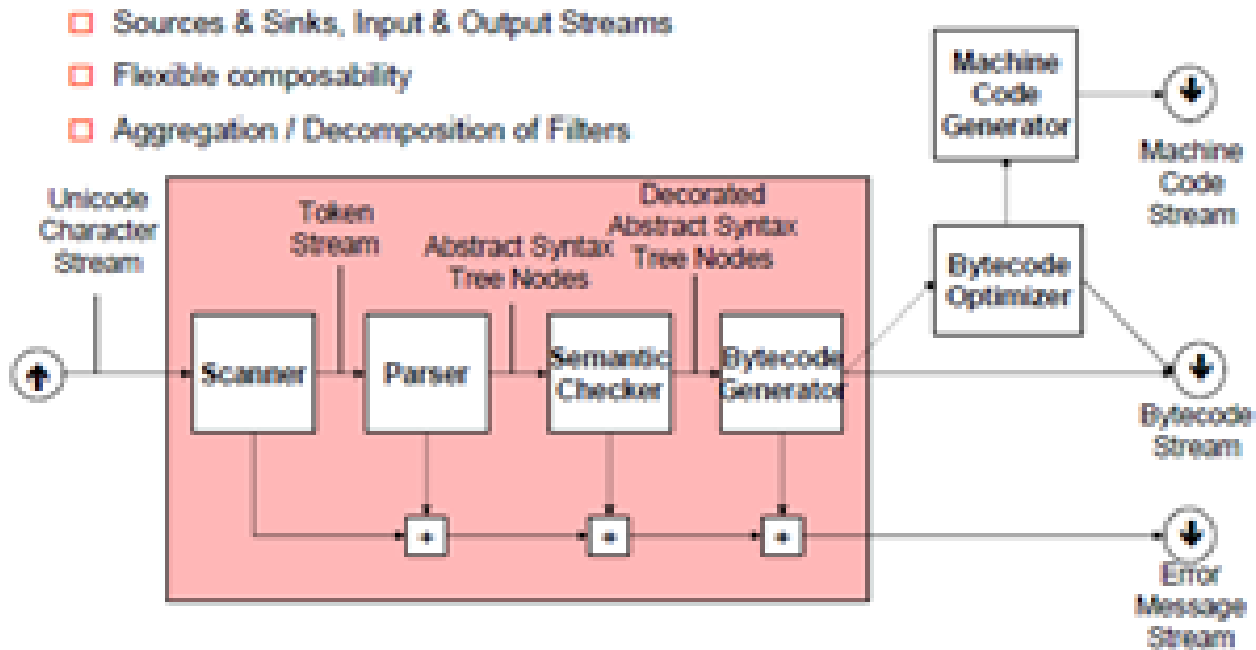 Sources & Sinks, Input & Output Streams
Flexible composability
Aggregation / Decomposition of Filters
Machine
Code
Generator
Machine
Code
Stream
Unicode
Character
Stream
Token
Stream
Abstract Syntax
Tree Nodes
Decorated
Abstract Syntax
Tree Nodes
Bytecode
Optimizer
Scanner
Parser
Semantic
Checker
Bytecode
Generator
Bytecode
Stream
Error
Message
Stream